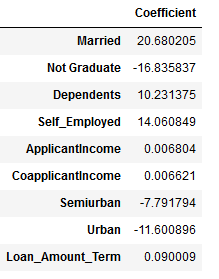 Coefficient
Married 20.680205
Not Graduate -16.835837
Dependents 10.231375
Self_Employed 14.060849
ApplicantIncome 0.006804
CoapplicantIncome 0.006621
Semiurban -7.791794
Urban -11.600896
Loan_Amount_Term 0.090009